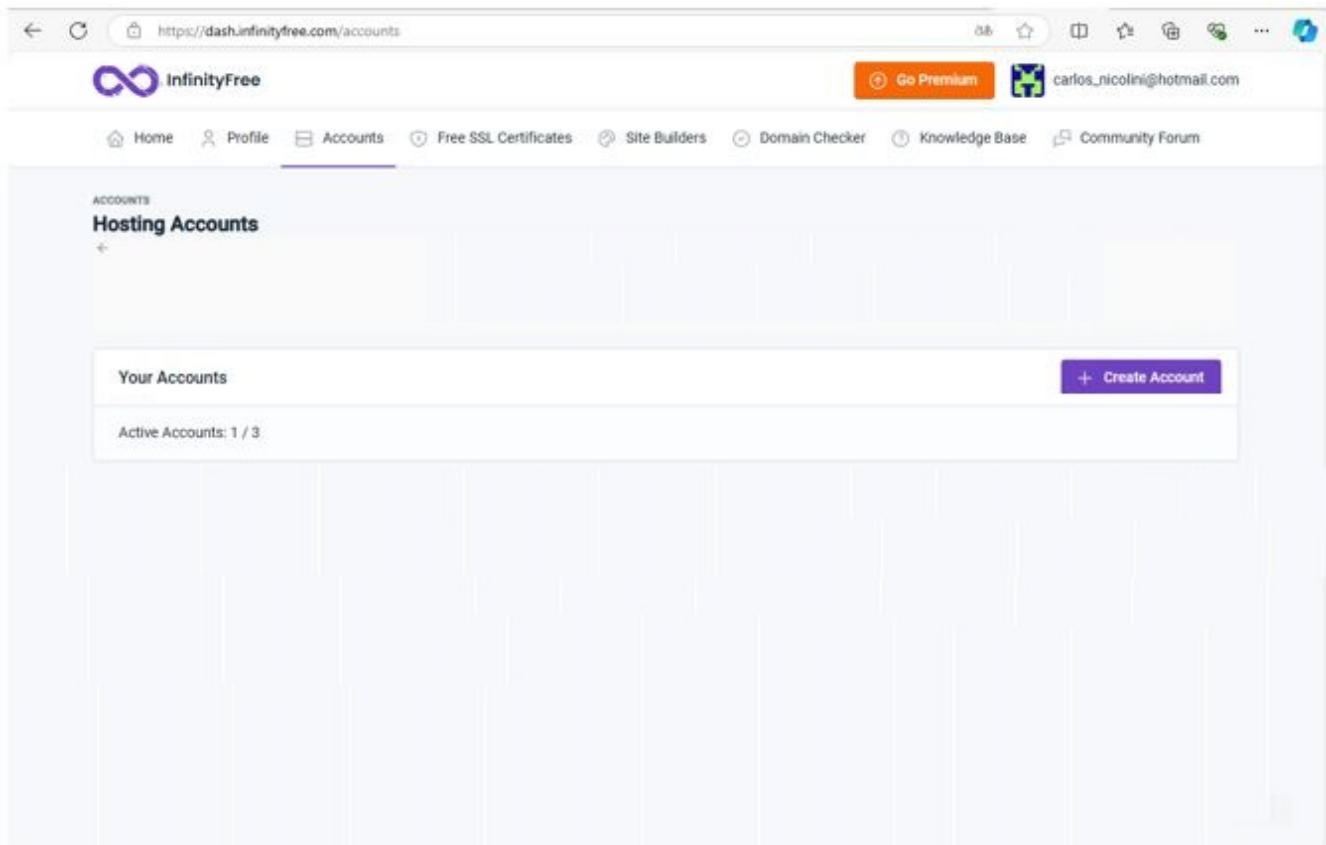 https://dash.infinityfree.com/accounts
InfinityFree
Go Premium
carlos_nicolini@hotmail.com
Home Profile Accounts Free SSL Certificates Site Builders Domain Checker Knowledge Base Community Forum
ACCOUNTS
Hosting Accounts
Your Accounts
+ Create Account
Active Accounts: 1 / 3